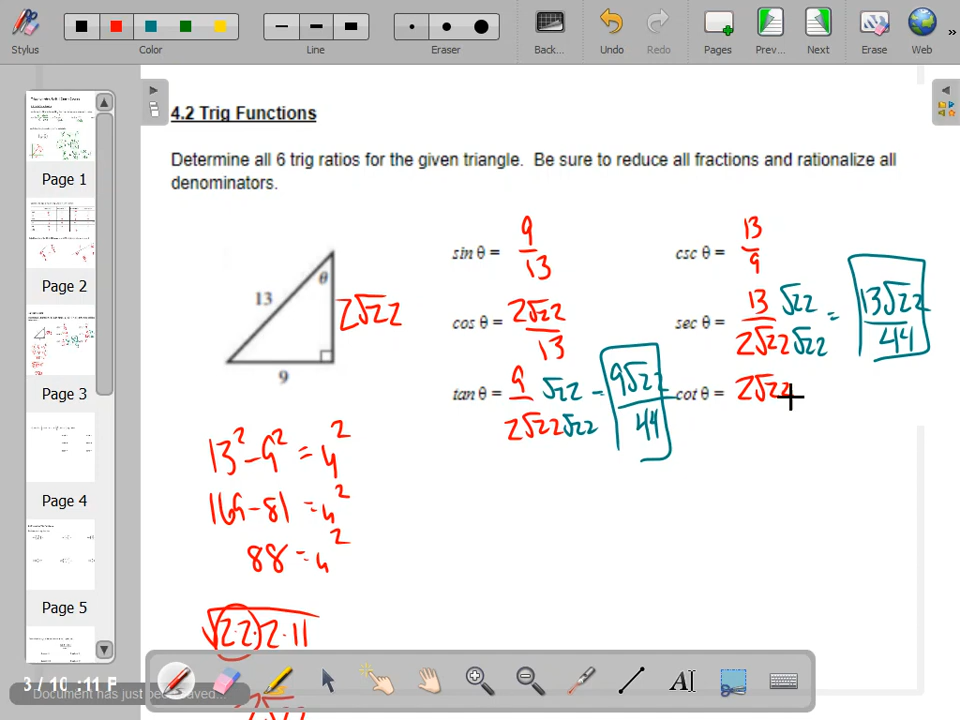 Stylus
Color
Line
Eraser
Back...
Undo
Redo
Pages
Prev...
Next
Erase
Web
»
Page 1
Page 2
Page 3
Page 4
Page 5
4.2 Trig Functions
Determine all 6 trig ratios for the given triangle. Be sure to reduce all fractions and rationalize all
denominators.
13
θ
2√22
9
sin θ = 9/13
csc θ = 13/9
cos θ = 2√22/13
sec θ = 13/2√22 √22/√22 = 13√22/44
tan θ = 9/2√22 √22/√22 = 9√22/44
cot θ = 2√22
13² - 9² = y²
169 - 81 = y²
88 = y²
√2·2·2·11
3 / 10
:11 F
Document has just been saved...